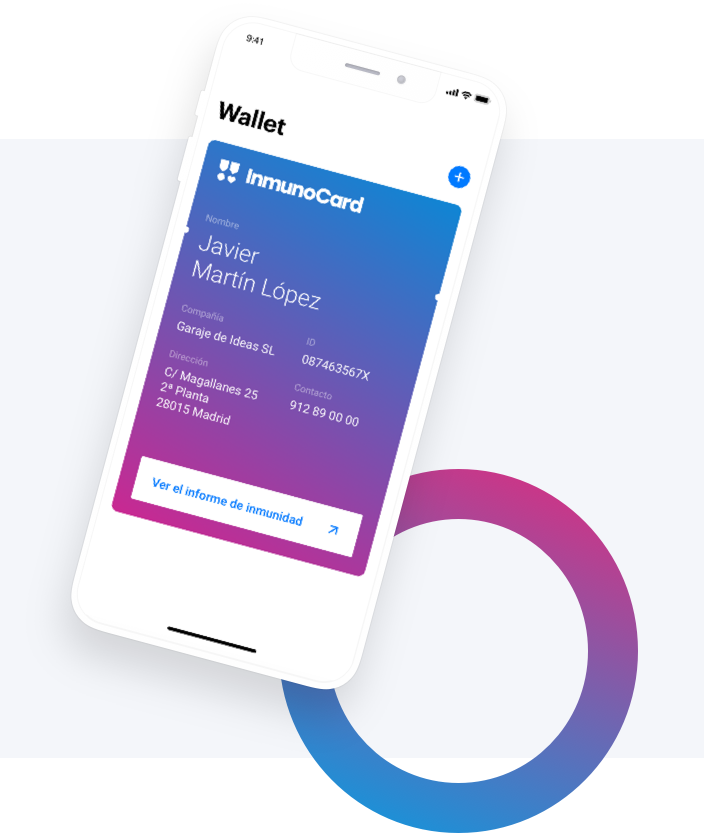 9:41
Wallet
InmunoCard
Nombre
Javier
Martín López
Compañía
Garaje de Ideas SL
ID
087463567X
Dirección
C/ Magallanes 25
2ª Planta
28015 Madrid
Contacto
912 89 00 00
Ver el informe de inmunidad